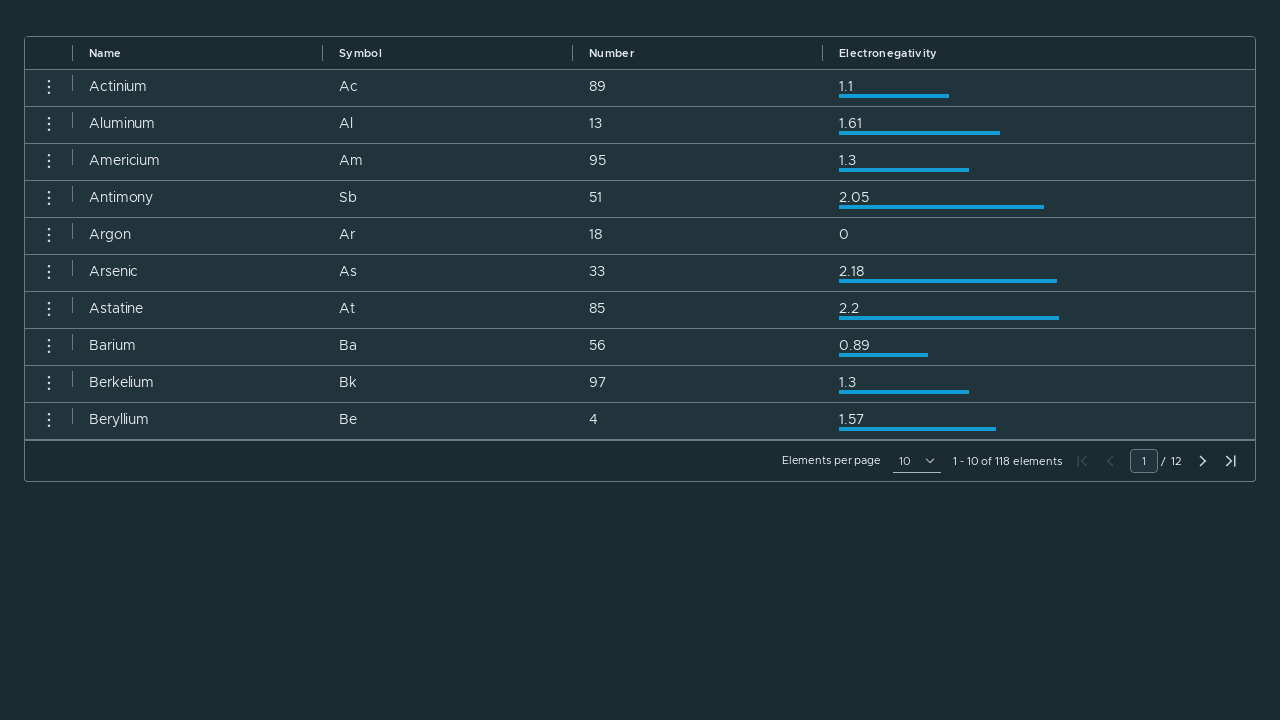 Name Symbol Number Electronegativity
Actinium Ac 89 1.1
Aluminum Al 13 1.61
Americium Am 95 1.3
Antimony Sb 51 2.05
Argon Ar 18 0
Arsenic As 33 2.18
Astatine At 85 2.2
Barium Ba 56 0.89
Berkelium Bk 97 1.3
Beryllium Be 4 1.57
Elements per page 10 1 - 10 of 118 elements 1 / 12